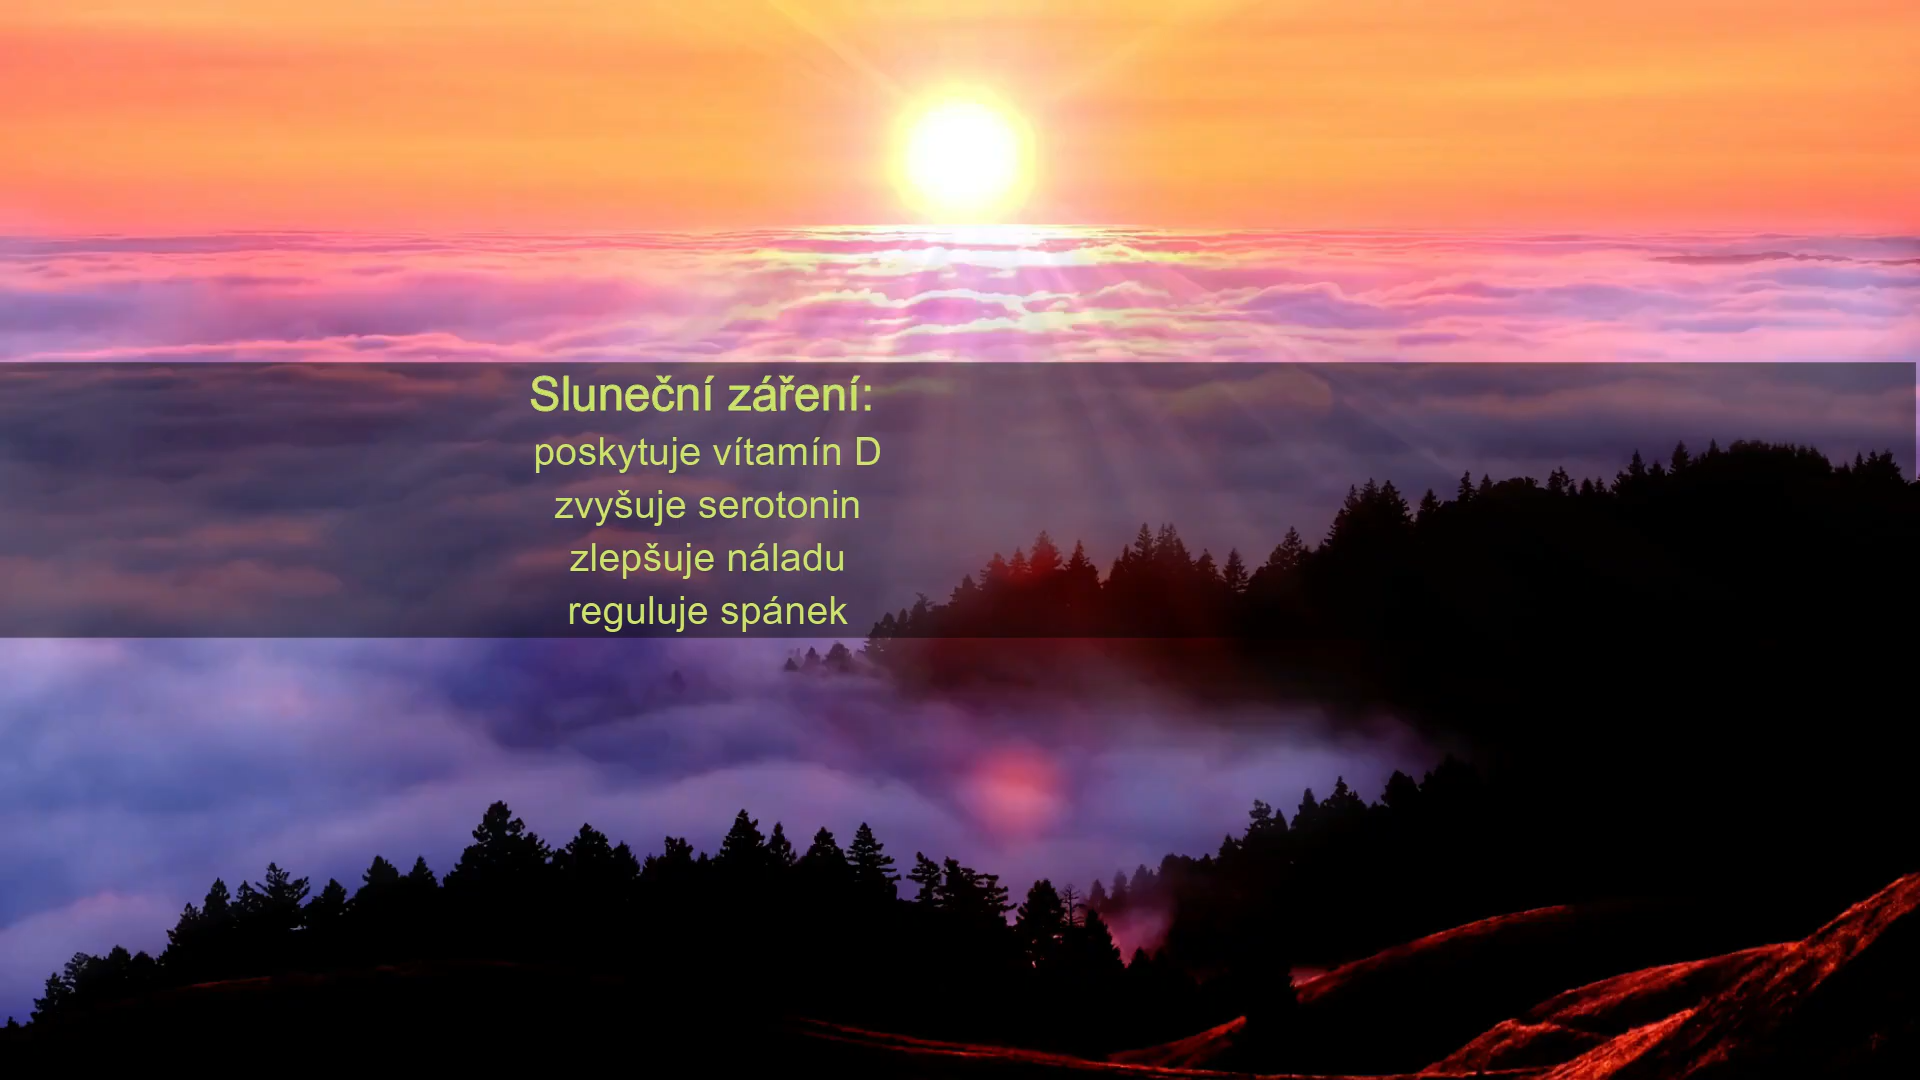 Sluneční záření:
poskytuje vítamín D
zvyšuje serotonin
zlepšuje náladu
reguluje spánek